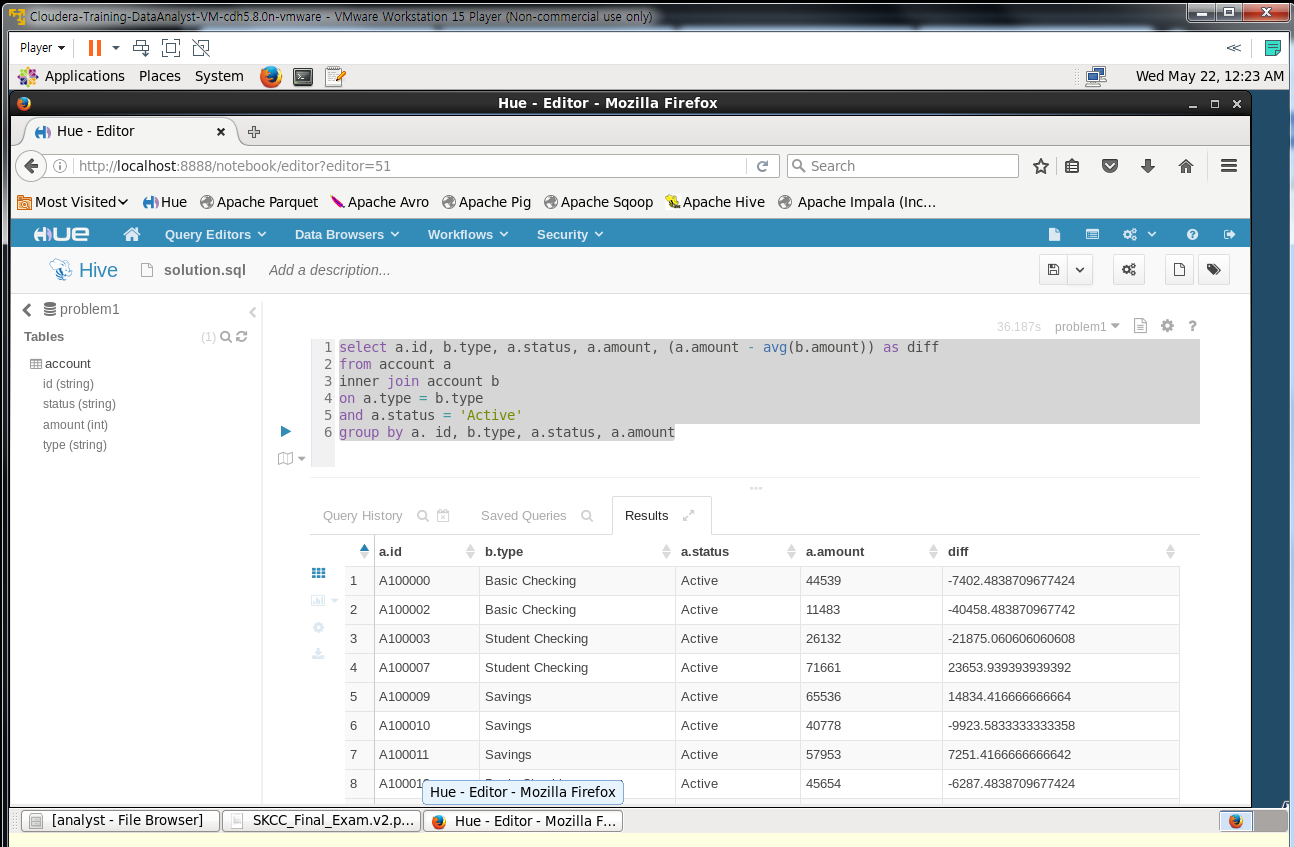 Cloudera-Training-DataAnalyst-VM-cdh5.8.0n-vmware - VMware Workstation 15 Player (Non-commercial use only)
Player
Applications Places System Wed May 22, 12:23 AM
Hue - Editor - Mozilla Firefox
Hue - Editor
http://localhost:8888/notebook/editor?editor=51 Search
Most Visited Hue Apache Parquet Apache Avro Apache Pig Apache Sqoop Apache Hive Apache Impala (Inc...
HUE Query Editors Data Browsers Workflows Security
Hive solution.sql Add a description...
problem1
Tables (1)
account
id (string)
status (string)
amount (int)
type (string)
36.187s problem1 ?
1 select a.id, b.type, a.status, a.amount, (a.amount - avg(b.amount)) as diff
2 from account a
3 inner join account b
4 on a.type = b.type
5 and a.status = 'Active'
6 group by a. id, b.type, a.status, a.amount
Query History Saved Queries Results
a.id b.type a.status a.amount diff
1 A100000 Basic Checking Active 44539 -7402.4838709677424
2 A100002 Basic Checking Active 11483 -40458.483870967742
3 A100003 Student Checking Active 26132 -21875.060606060608
4 A100007 Student Checking Active 71661 23653.939393939392
5 A100009 Savings Active 65536 14834.416666666664
6 A100010 Savings Active 40778 -9923.5833333333358
7 A100011 Savings Active 57953 7251.4166666666642
8 Active 45654 -6287.4838709677424
Hue - Editor - Mozilla Firefox
[analyst - File Browser] SKCC_Final_Exam.v2.p... Hue - Editor - Mozilla F...